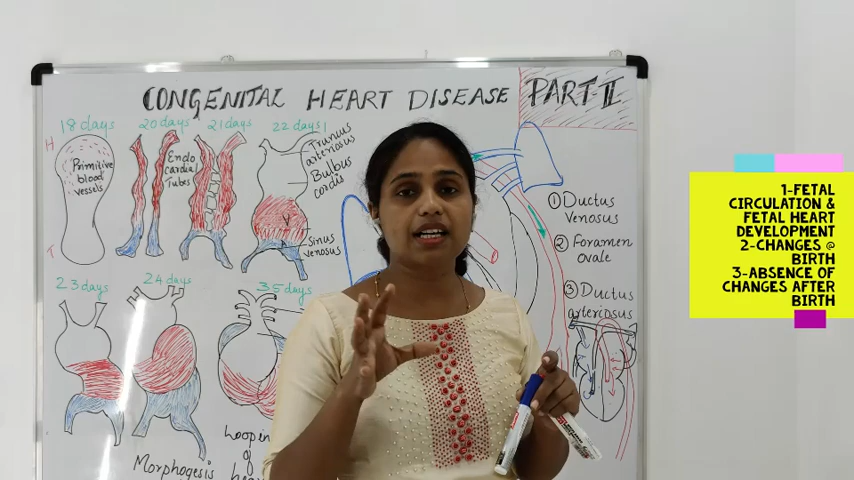 CONGENITAL HEART DISEASE PART II
18 days
20 days
21 days
22 days
H
Primitive
blood
vessels
T
Endo
cardial
Tubes
Truncus
arteriosus
Bulbus
cordis
V
Sinus
venosus
① Ductus
Venosus
② Foramen
ovale
③ Ductus
arteriosus
23 days
24 days
35 days
Morphogesis
Looping
of
1-FETAL
CIRCULATION &
FETAL HEART
DEVELOPMENT
2-CHANGES @
BIRTH
3-ABSENCE OF
CHANGES AFTER
BIRTH